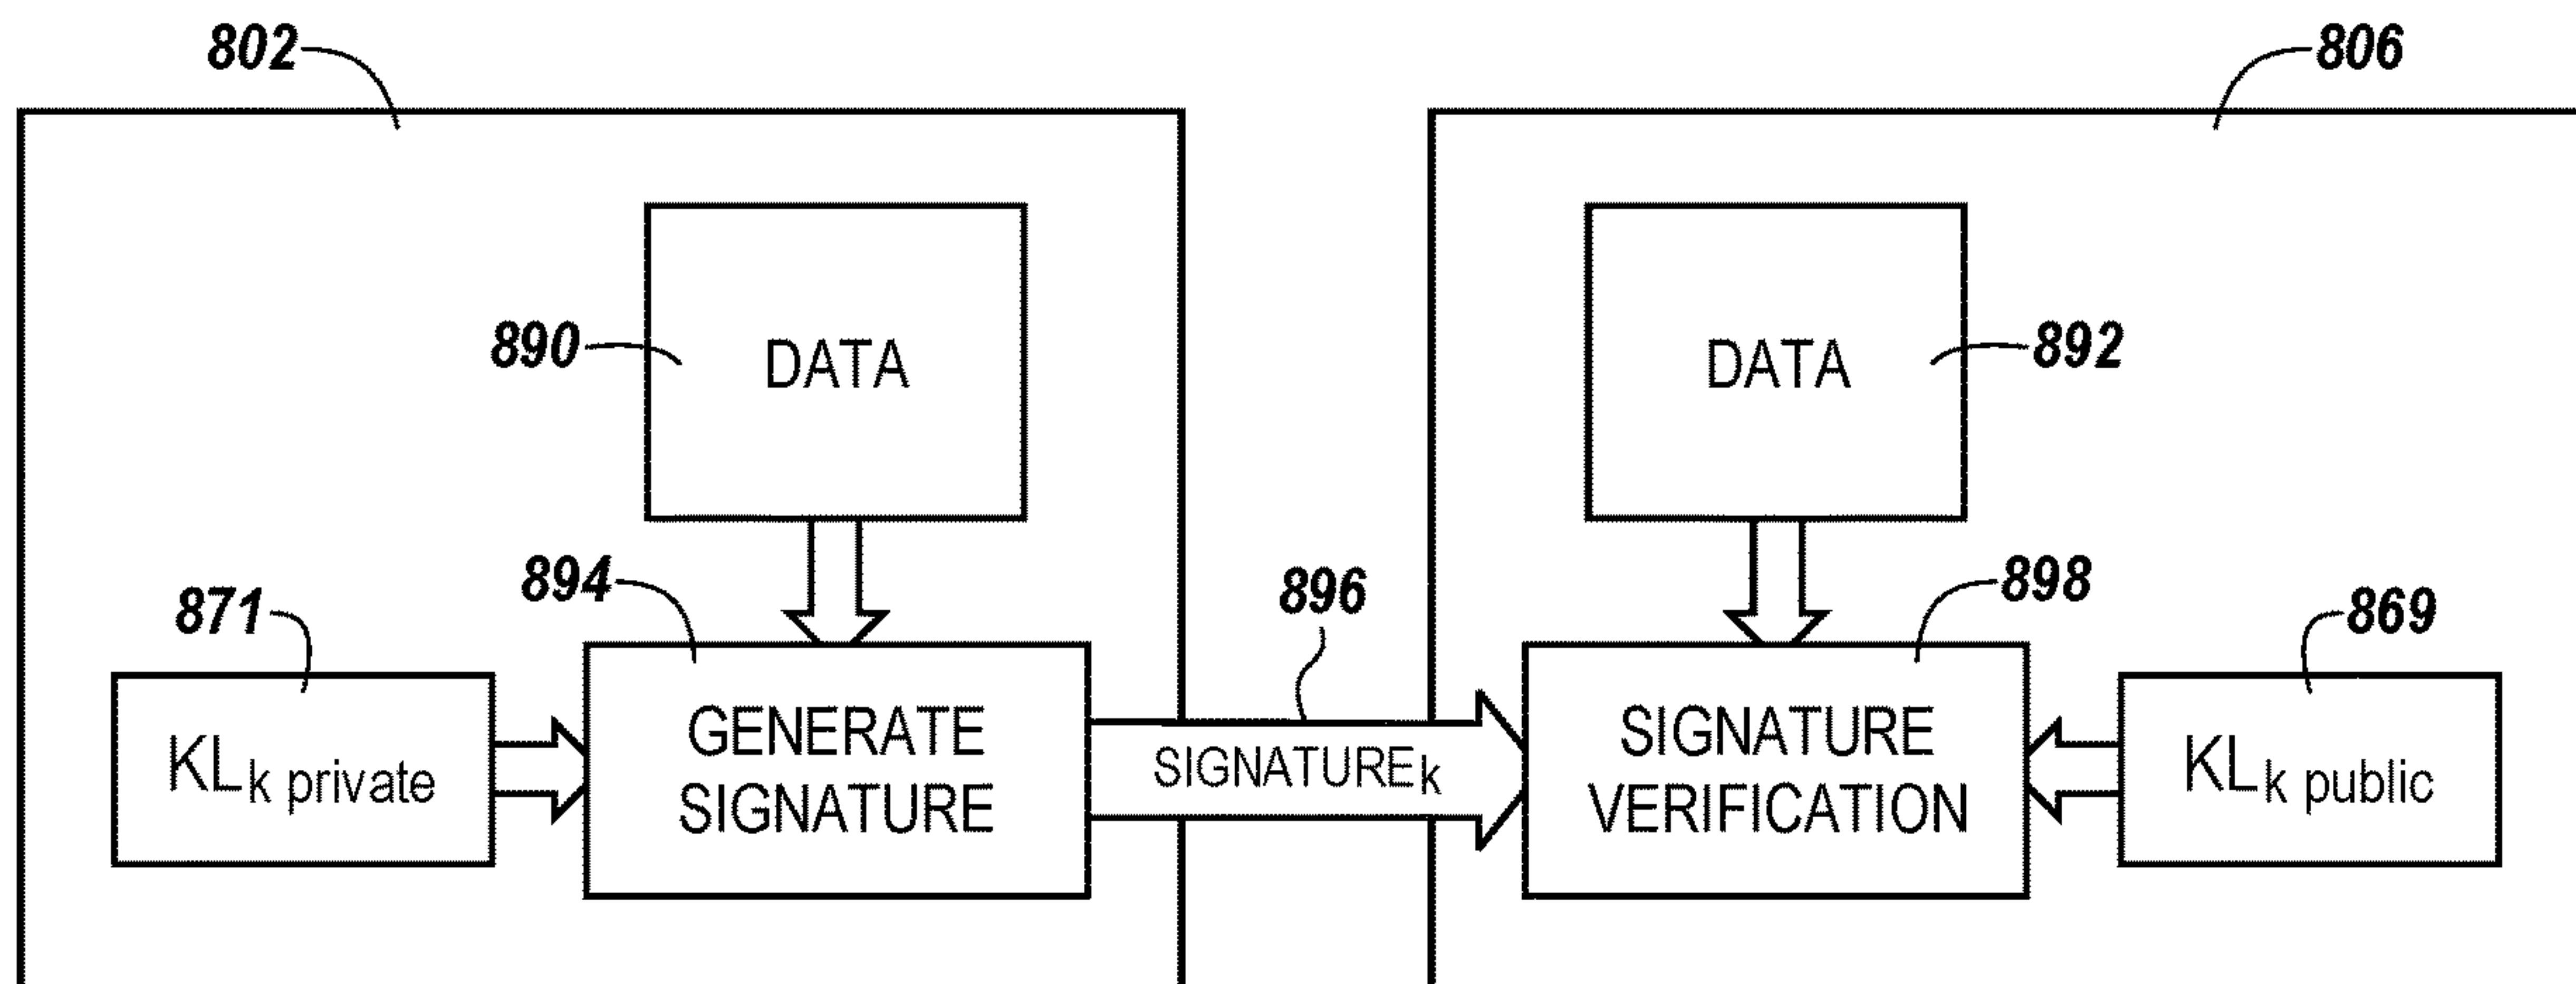 802
806
DATA
DATA
890
892
894
896
898
871
869
KLk private
GENERATE
SIGNATURE
SIGNATUREk
SIGNATURE
VERIFICATION
KLk public